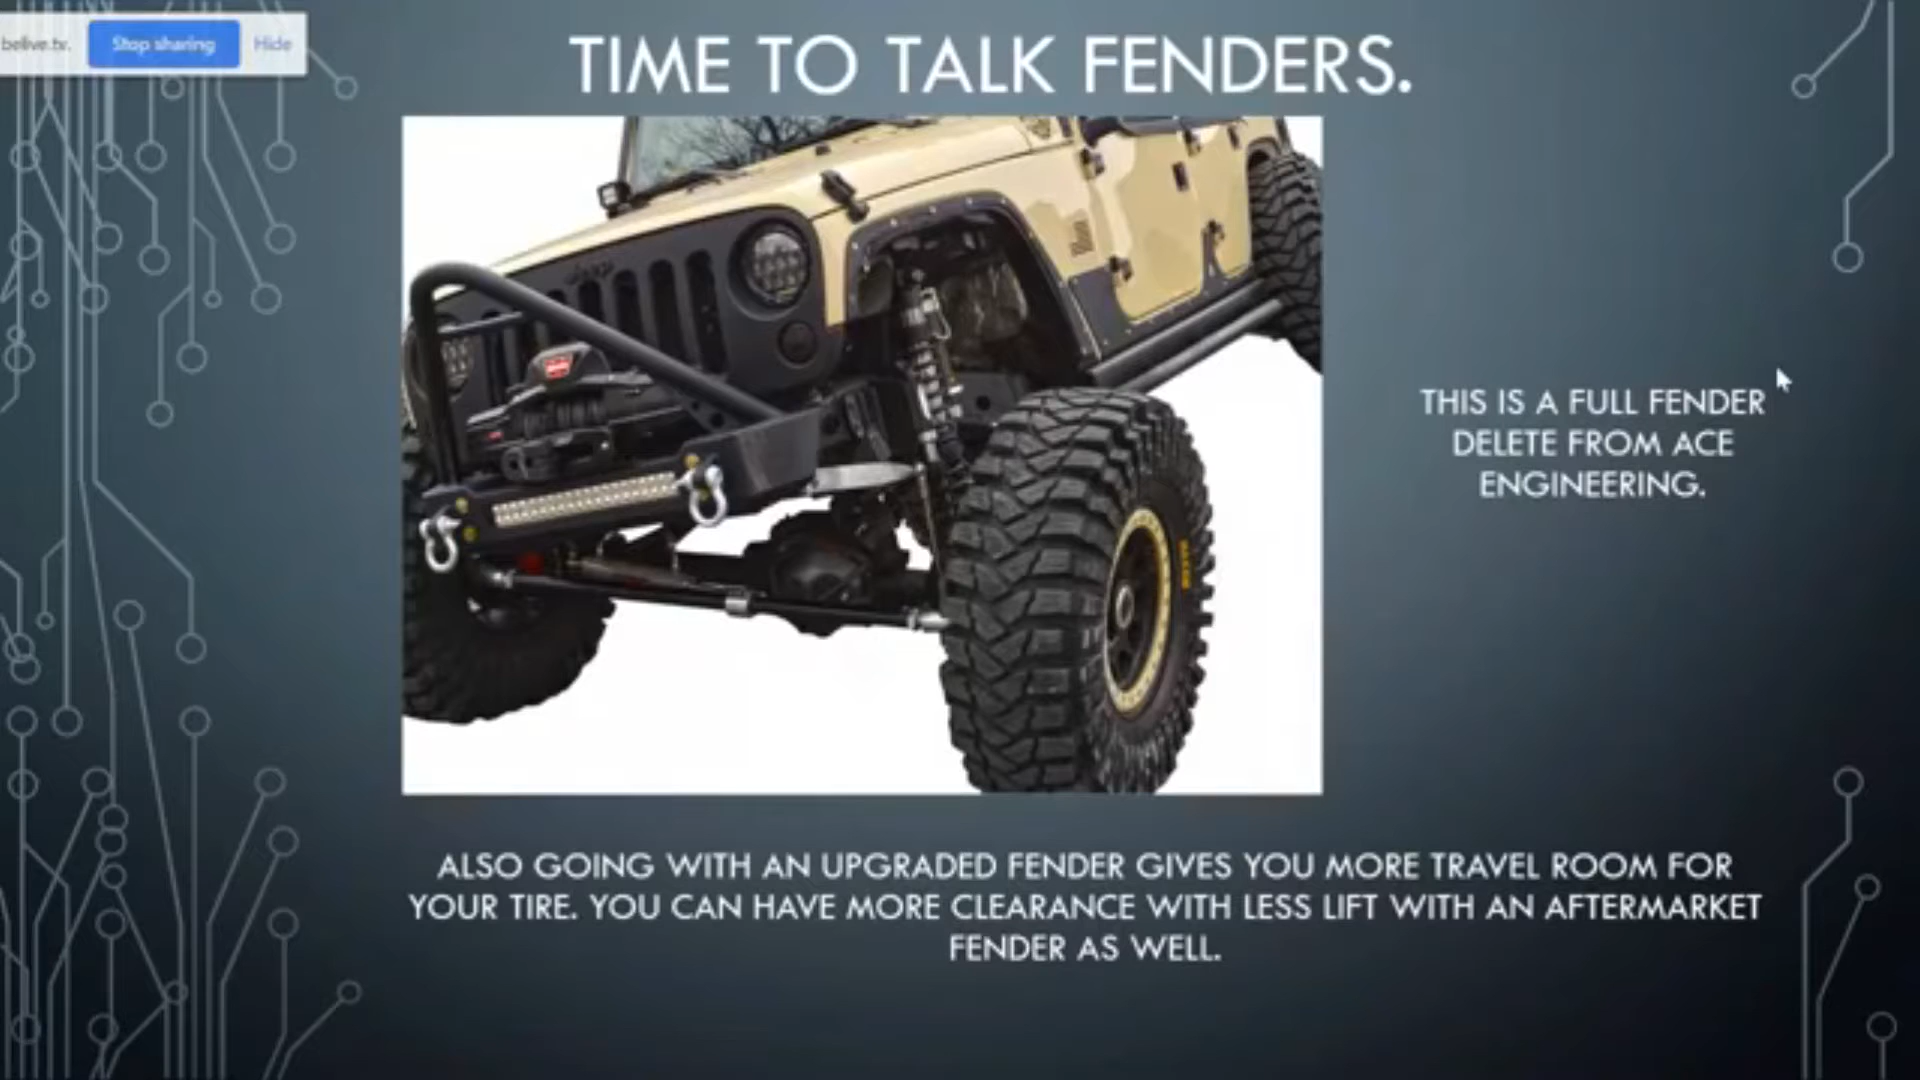 belive.tv. Stop sharing Hide
TIME TO TALK FENDERS.
THIS IS A FULL FENDER
DELETE FROM ACE
ENGINEERING.
ALSO GOING WITH AN UPGRADED FENDER GIVES YOU MORE TRAVEL ROOM FOR
YOUR TIRE. YOU CAN HAVE MORE CLEARANCE WITH LESS LIFT WITH AN AFTERMARKET
FENDER AS WELL.